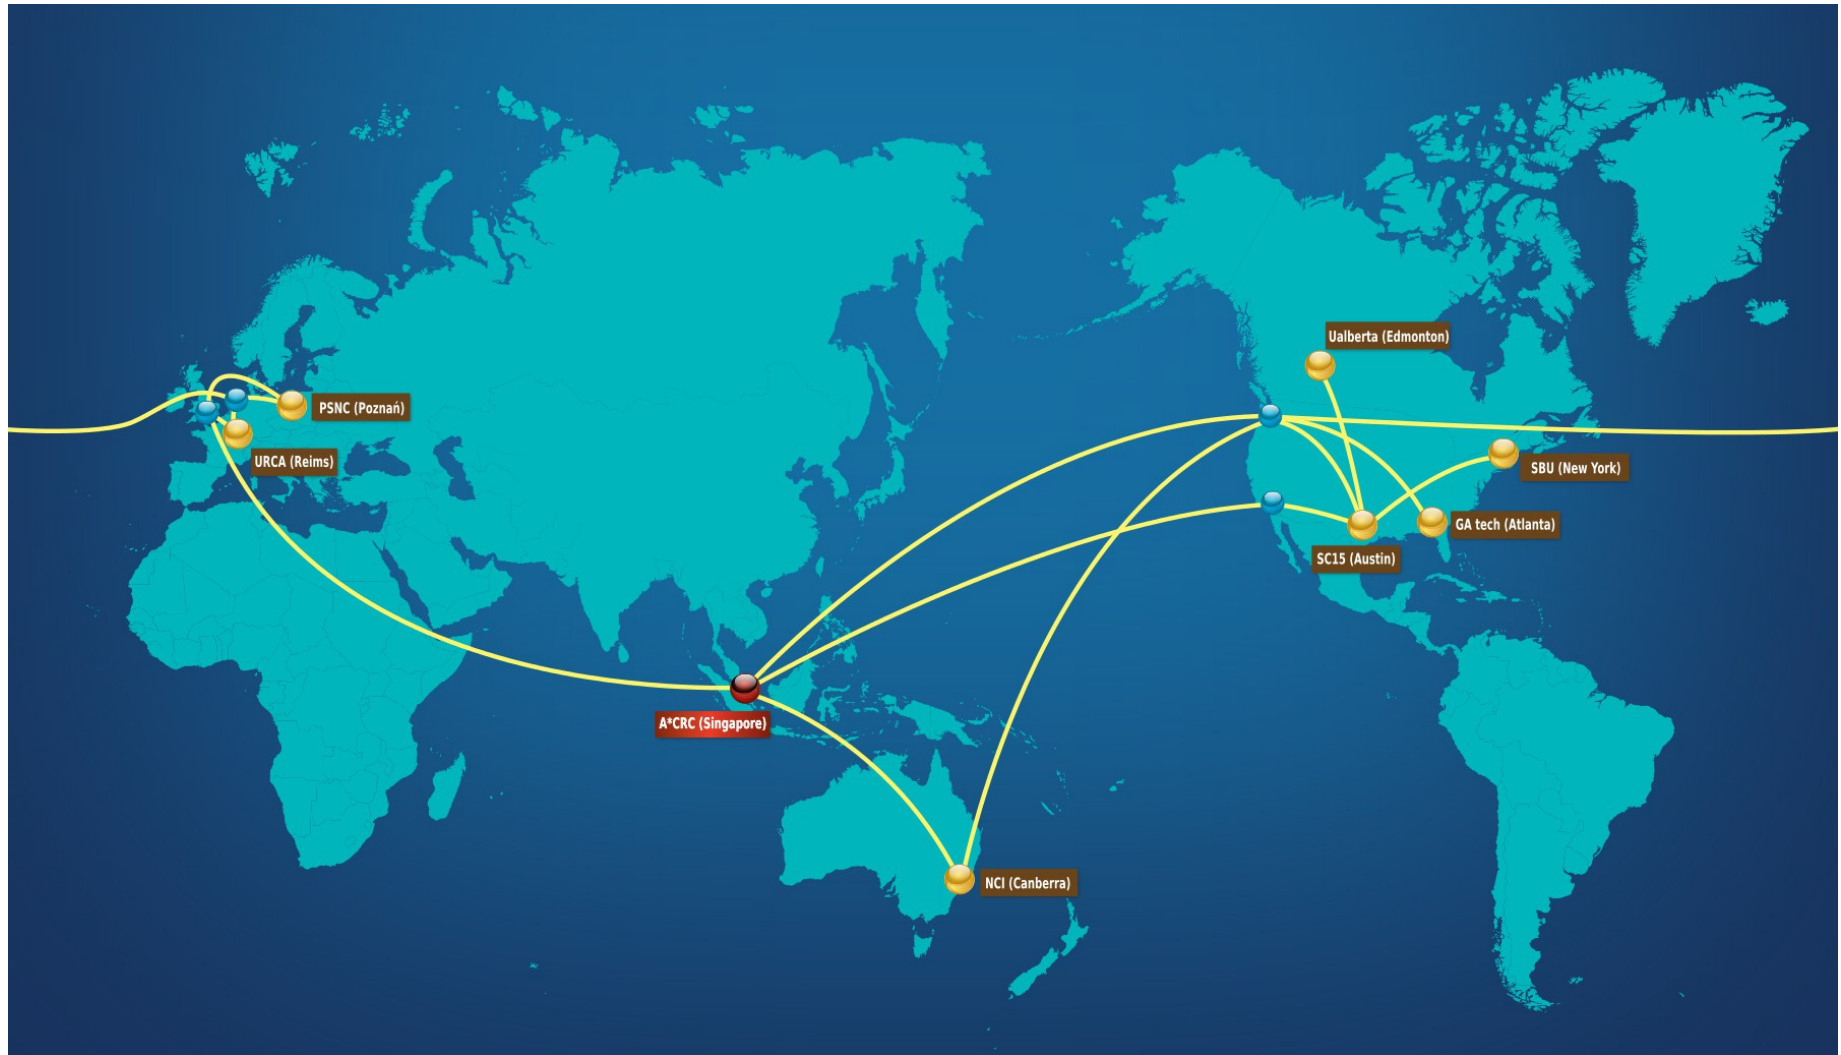 Ualberta (Edmonton)
PSNC (Poznań)
URCA (Reims)
SBU (New York)
GA tech (Atlanta)
SC15 (Austin)
A*CRC (Singapore)
NCI (Canberra)